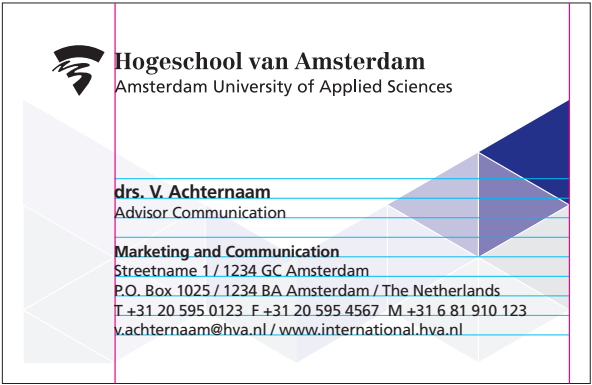 Hogeschool van Amsterdam
Amsterdam University of Applied Sciences
drs. V. Achternaam
Advisor Communication
Marketing and Communication
Streetname 1 / 1234 GC Amsterdam
P.O. Box 1025 / 1234 BA Amsterdam / The Netherlands
T +31 20 595 0123  F +31 20 595 4567  M +31 6 81 910 123
v.achternaam@hva.nl / www.international.hva.nl